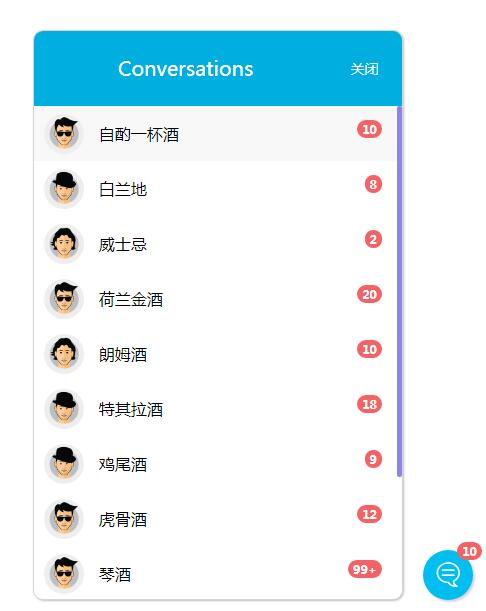 Conversations
关闭
自酌一杯酒
10
白兰地
8
威士忌
2
荷兰金酒
20
朗姆酒
10
特其拉酒
18
鸡尾酒
9
虎骨酒
12
琴酒
99+
10